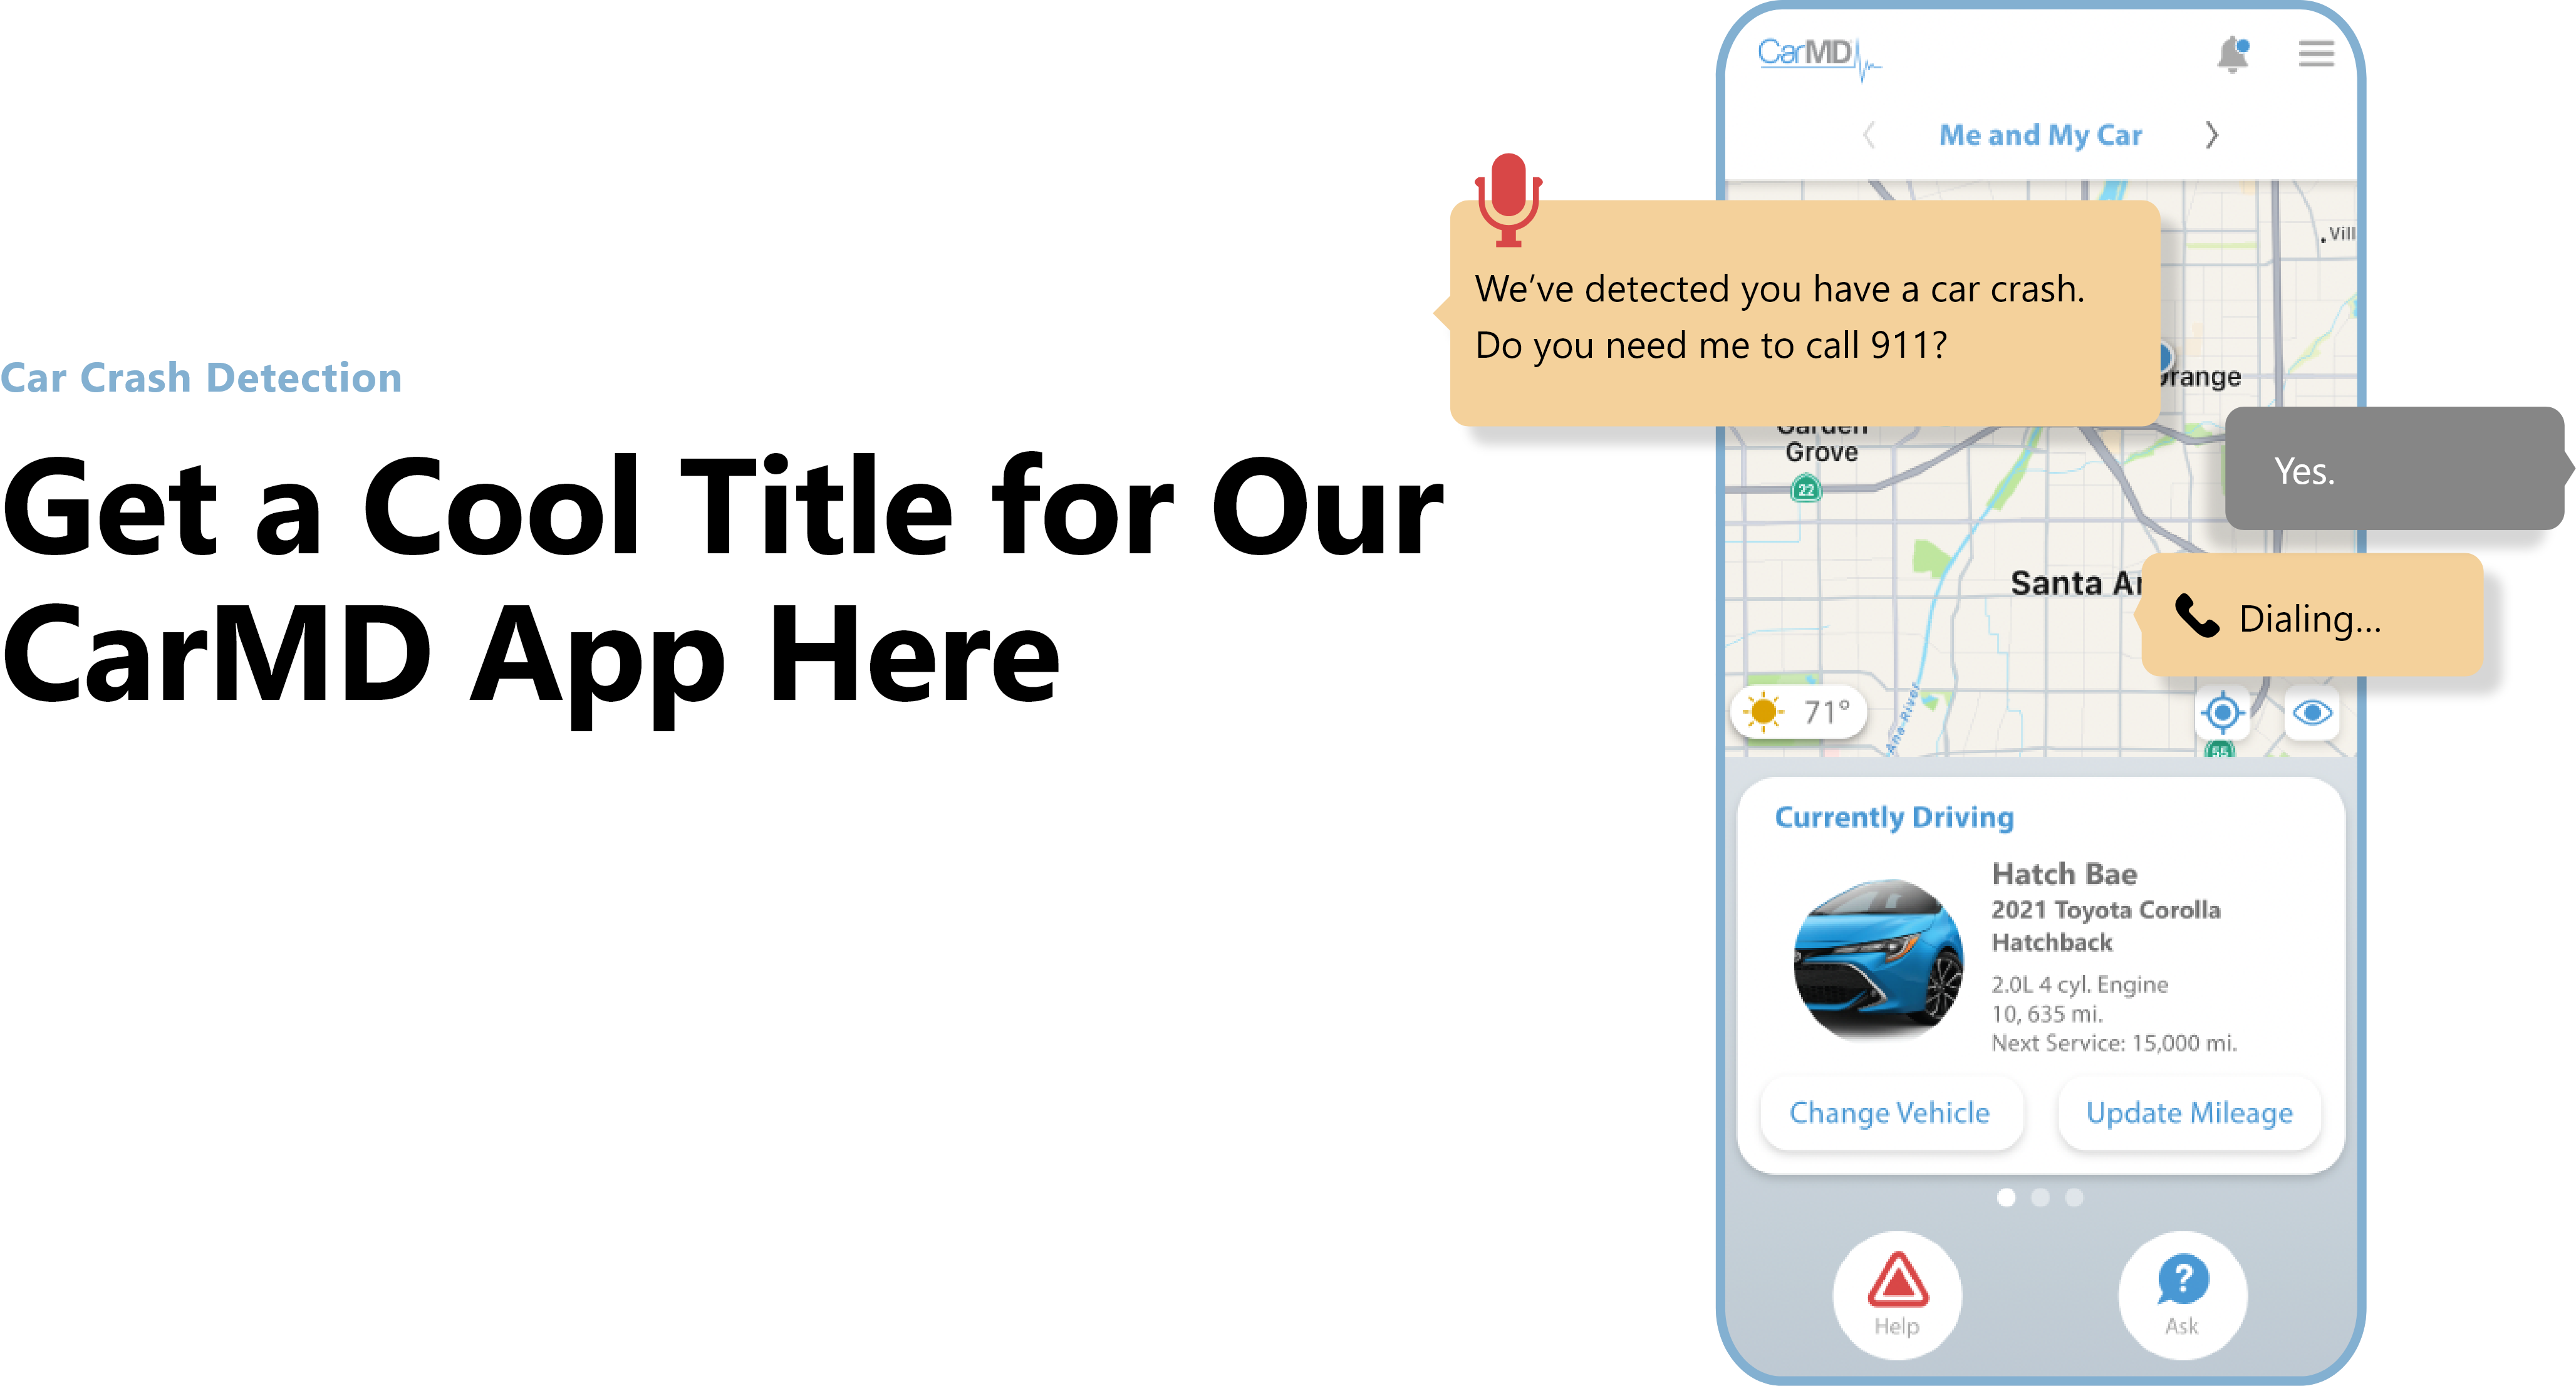 Car Crash Detection
Get a Cool Title for Our
CarMD App Here
CarMD
Me and My Car
We've detected you have a car crash.
Do you need me to call 911?
Vill
Orange
Garden
Grove
22
Yes.
Santa A
Dialing...
71°
Ana River
55
Currently Driving
Hatch Bae
2021 Toyota Corolla
Hatchback
2.0L 4 cyl. Engine
10, 635 mi.
Next Service: 15,000 mi.
Change Vehicle
Update Mileage
Help
? 
Ask